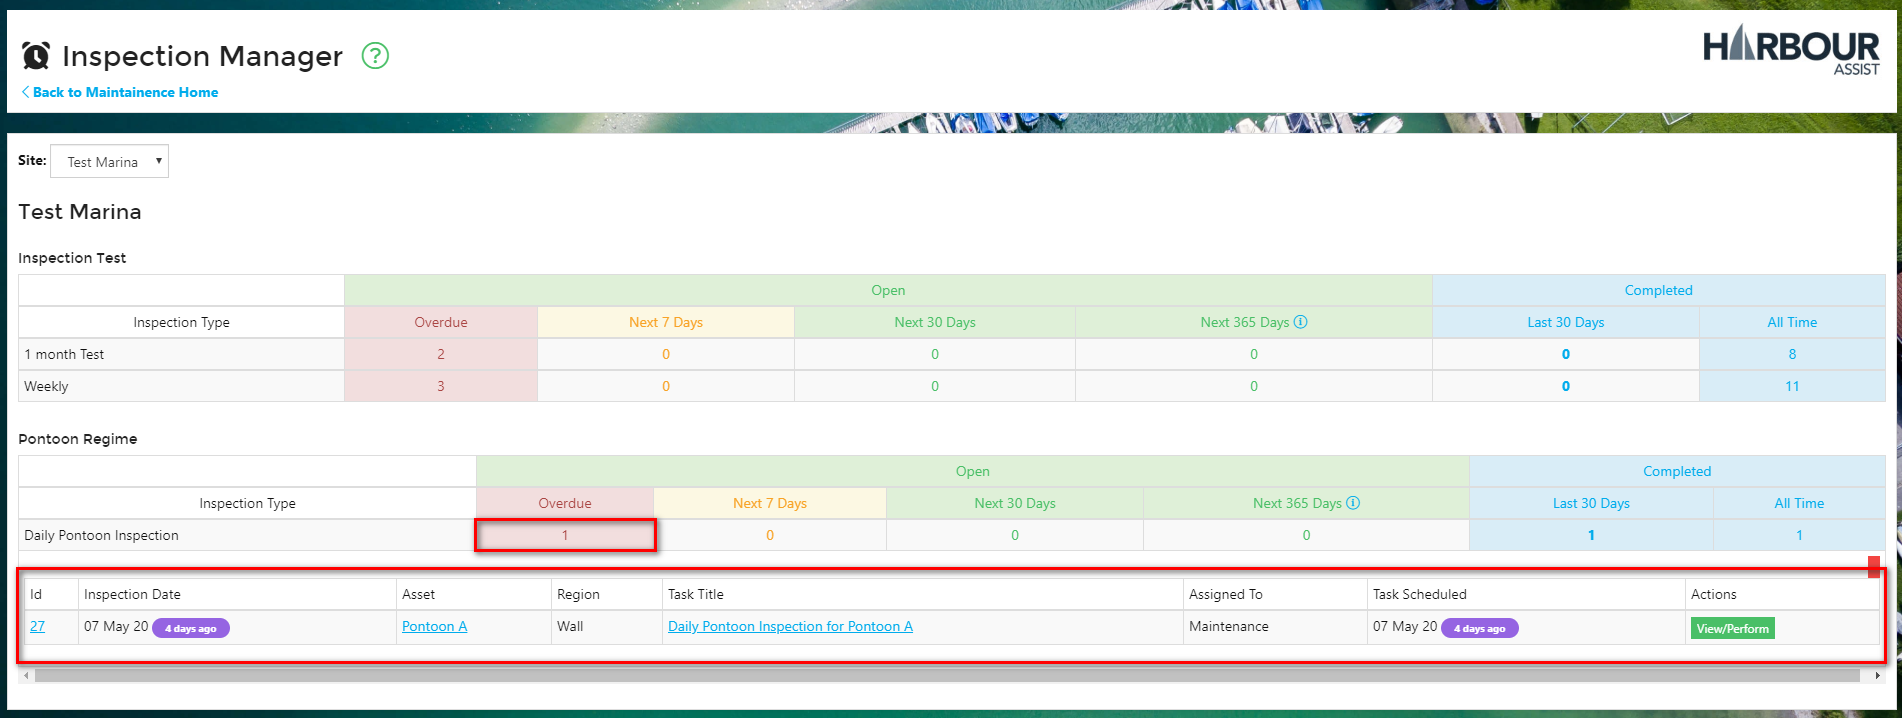 Inspection Manager ?
HARBOUR
ASSIST
Back to Maintainence Home
Site: Test Marina
Test Marina
Inspection Test
Open Completed
Inspection Type Overdue Next 7 Days Next 30 Days Next 365 Days Last 30 Days All Time
1 month Test 2 0 0 0 0 8
Weekly 3 0 0 0 0 11
Pontoon Regime
Open Completed
Inspection Type Overdue Next 7 Days Next 30 Days Next 365 Days Last 30 Days All Time
Daily Pontoon Inspection 1 0 0 0 1 1
Id Inspection Date Asset Region Task Title Assigned To Task Scheduled Actions
27 07 May 20 4 days ago Pontoon A Wall Daily Pontoon Inspection for Pontoon A Maintenance 07 May 20 4 days ago View/Perform